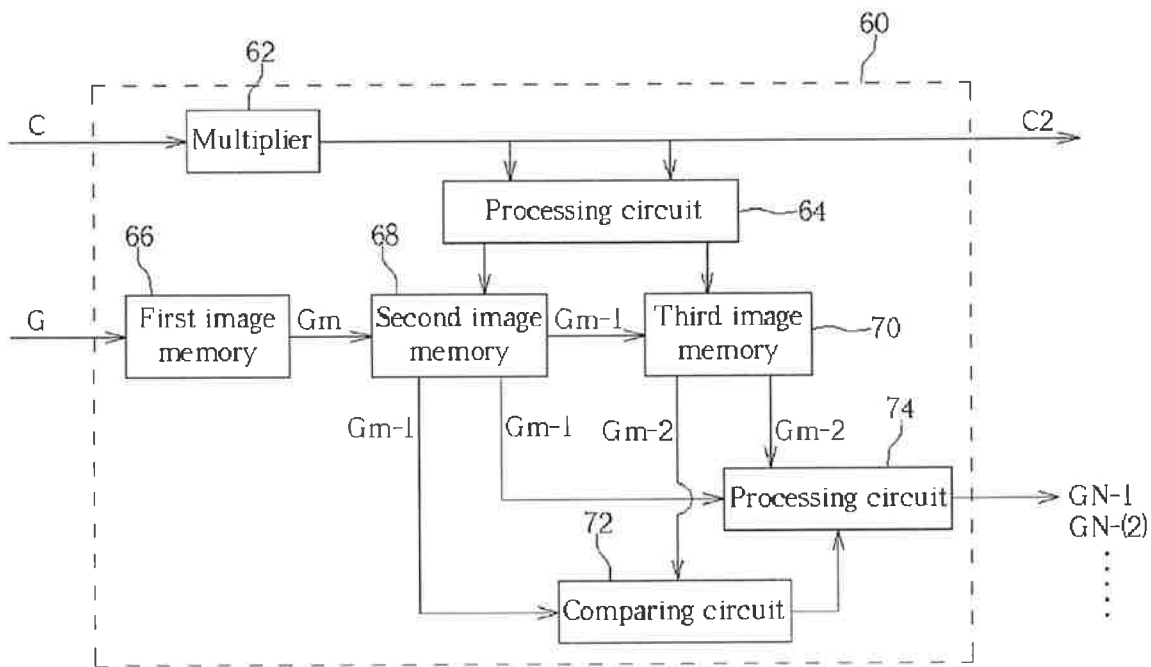 60
62
C
Multiplier
C2
Processing circuit
64
66
68
G
First image
memory
Gm
Second image
memory
Gm-1
Third image
memory
70
Gm-1
Gm-1
Gm-2
Gm-2
74
Processing circuit
GN-1
GN-(2)
72
Comparing circuit